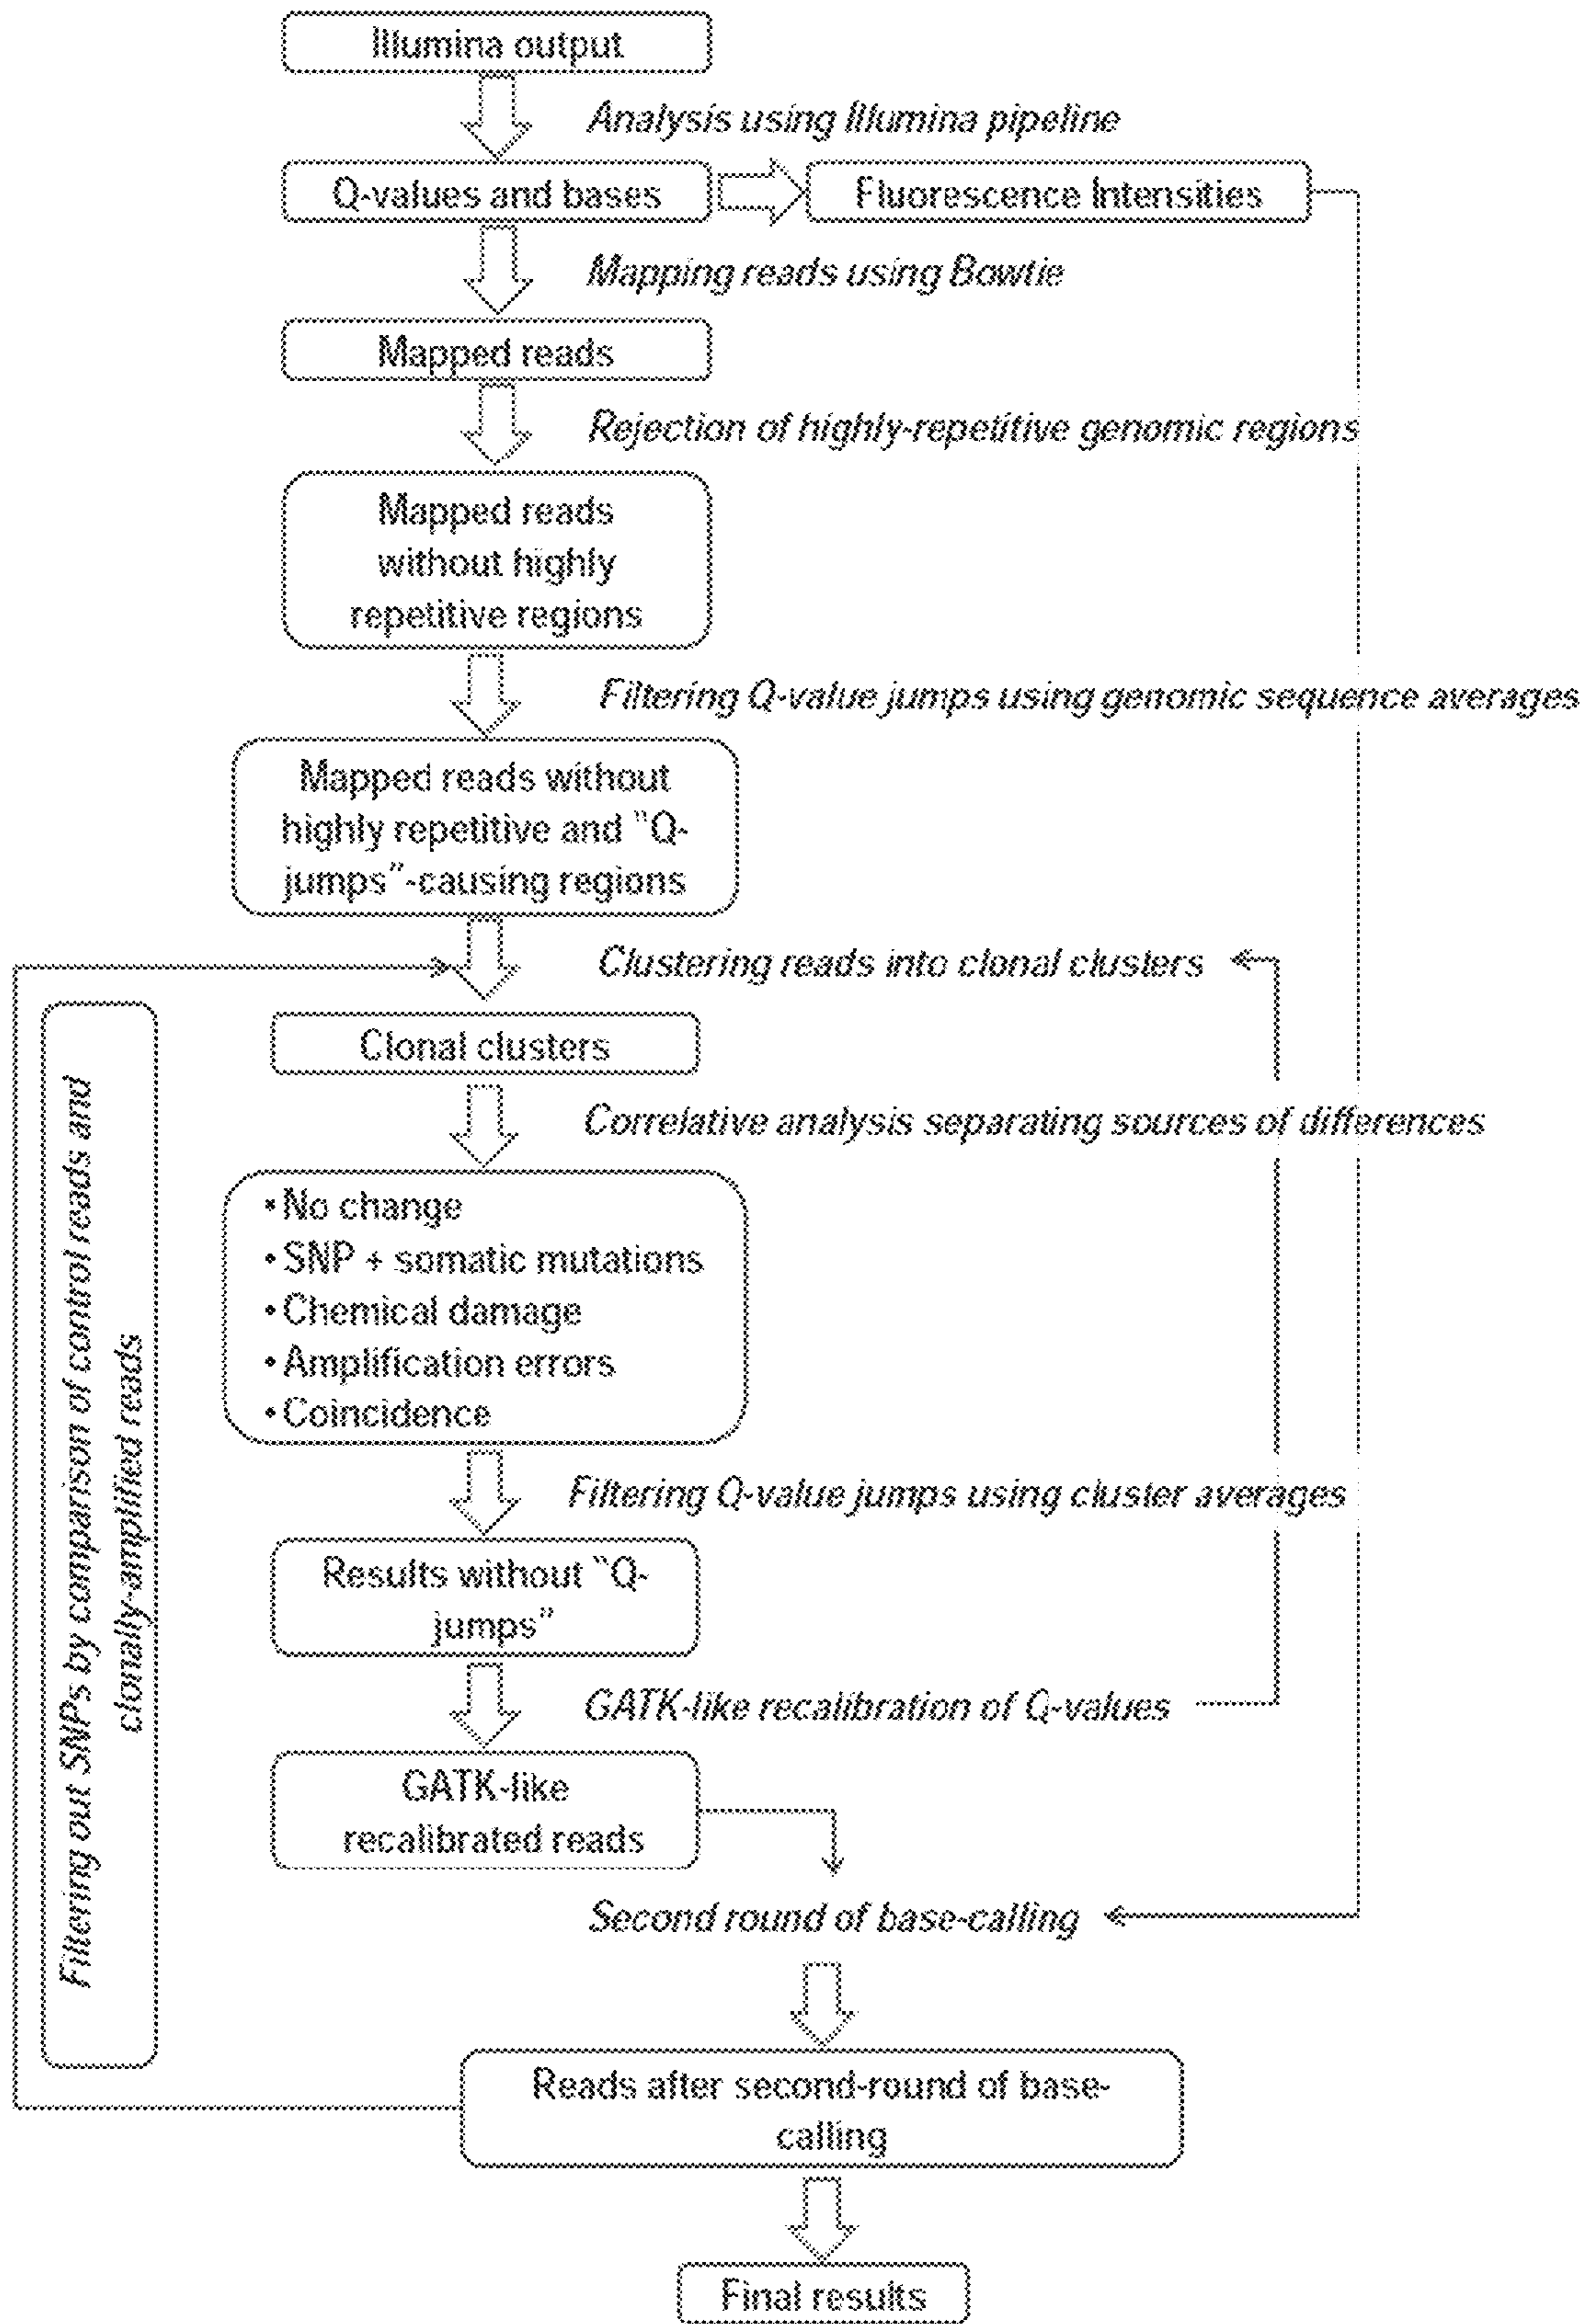 Illumina output
Analysis using Illumina pipeline
Q-values and bases
Fluorescence Intensities
Mapping reads using Bowtie
Mapped reads
Rejection of highly-repetitive genomic regions
Mapped reads
without highly
repetitive regions
Filtering Q-value jumps using genomic sequence averages
Mapped reads without
highly repetitive and "Q-
jumps"-causing regions
Clustering reads into clonal clusters
Clonal clusters
Correlative analysis separating sources of differences
• No change
• SNP + somatic mutations
• Chemical damage
• Amplification errors
• Coincidence
Filtering Q-value jumps using cluster averages
Results without "Q-
jumps"
GATK-like recalibration of Q-values
GATK-like
recalibrated reads
Second round of base-calling
Reads after second-round of base-
calling
Final results
Filtering out SNPs by comparison of control reads and
clonally-amplified reads